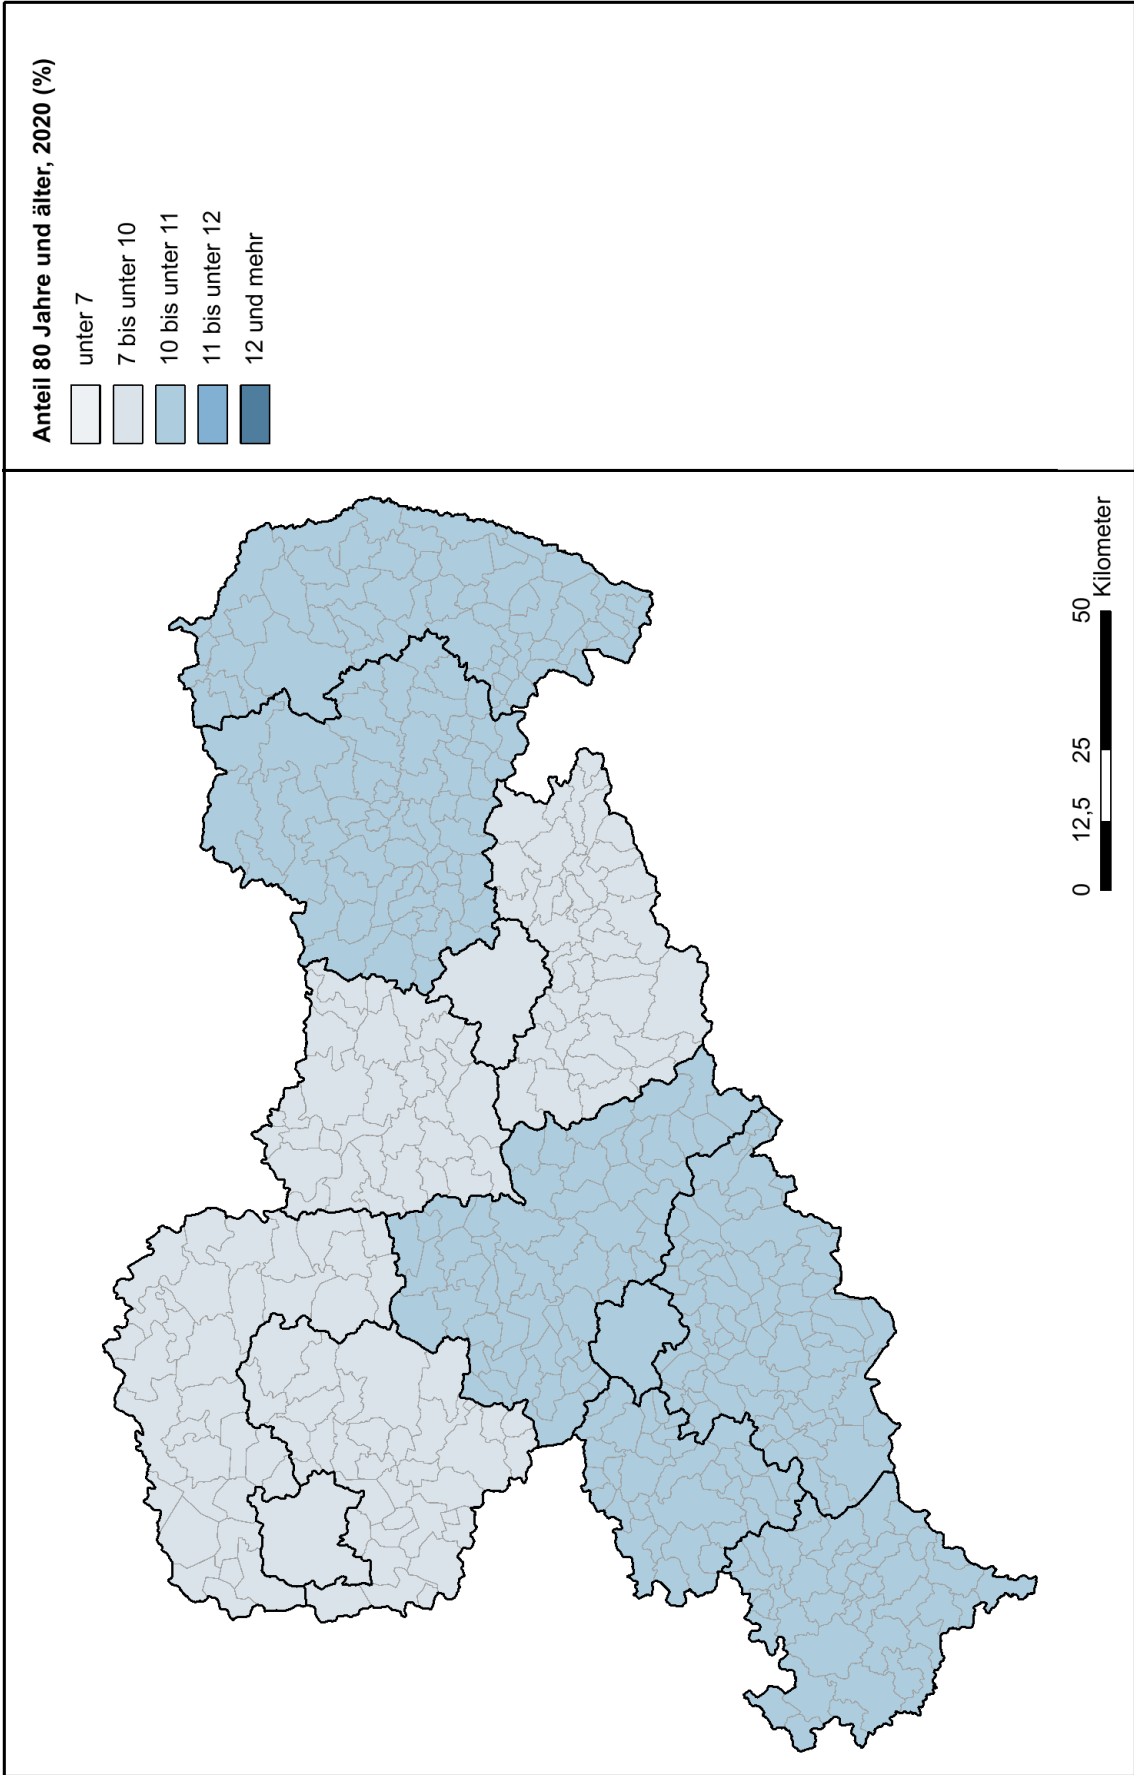 Anteil 80 Jahre und älter, 2020 (%)
unter 7
7 bis unter 10
10 bis unter 11
11 bis unter 12
12 und mehr
0 12,5 25 50
Kilometer